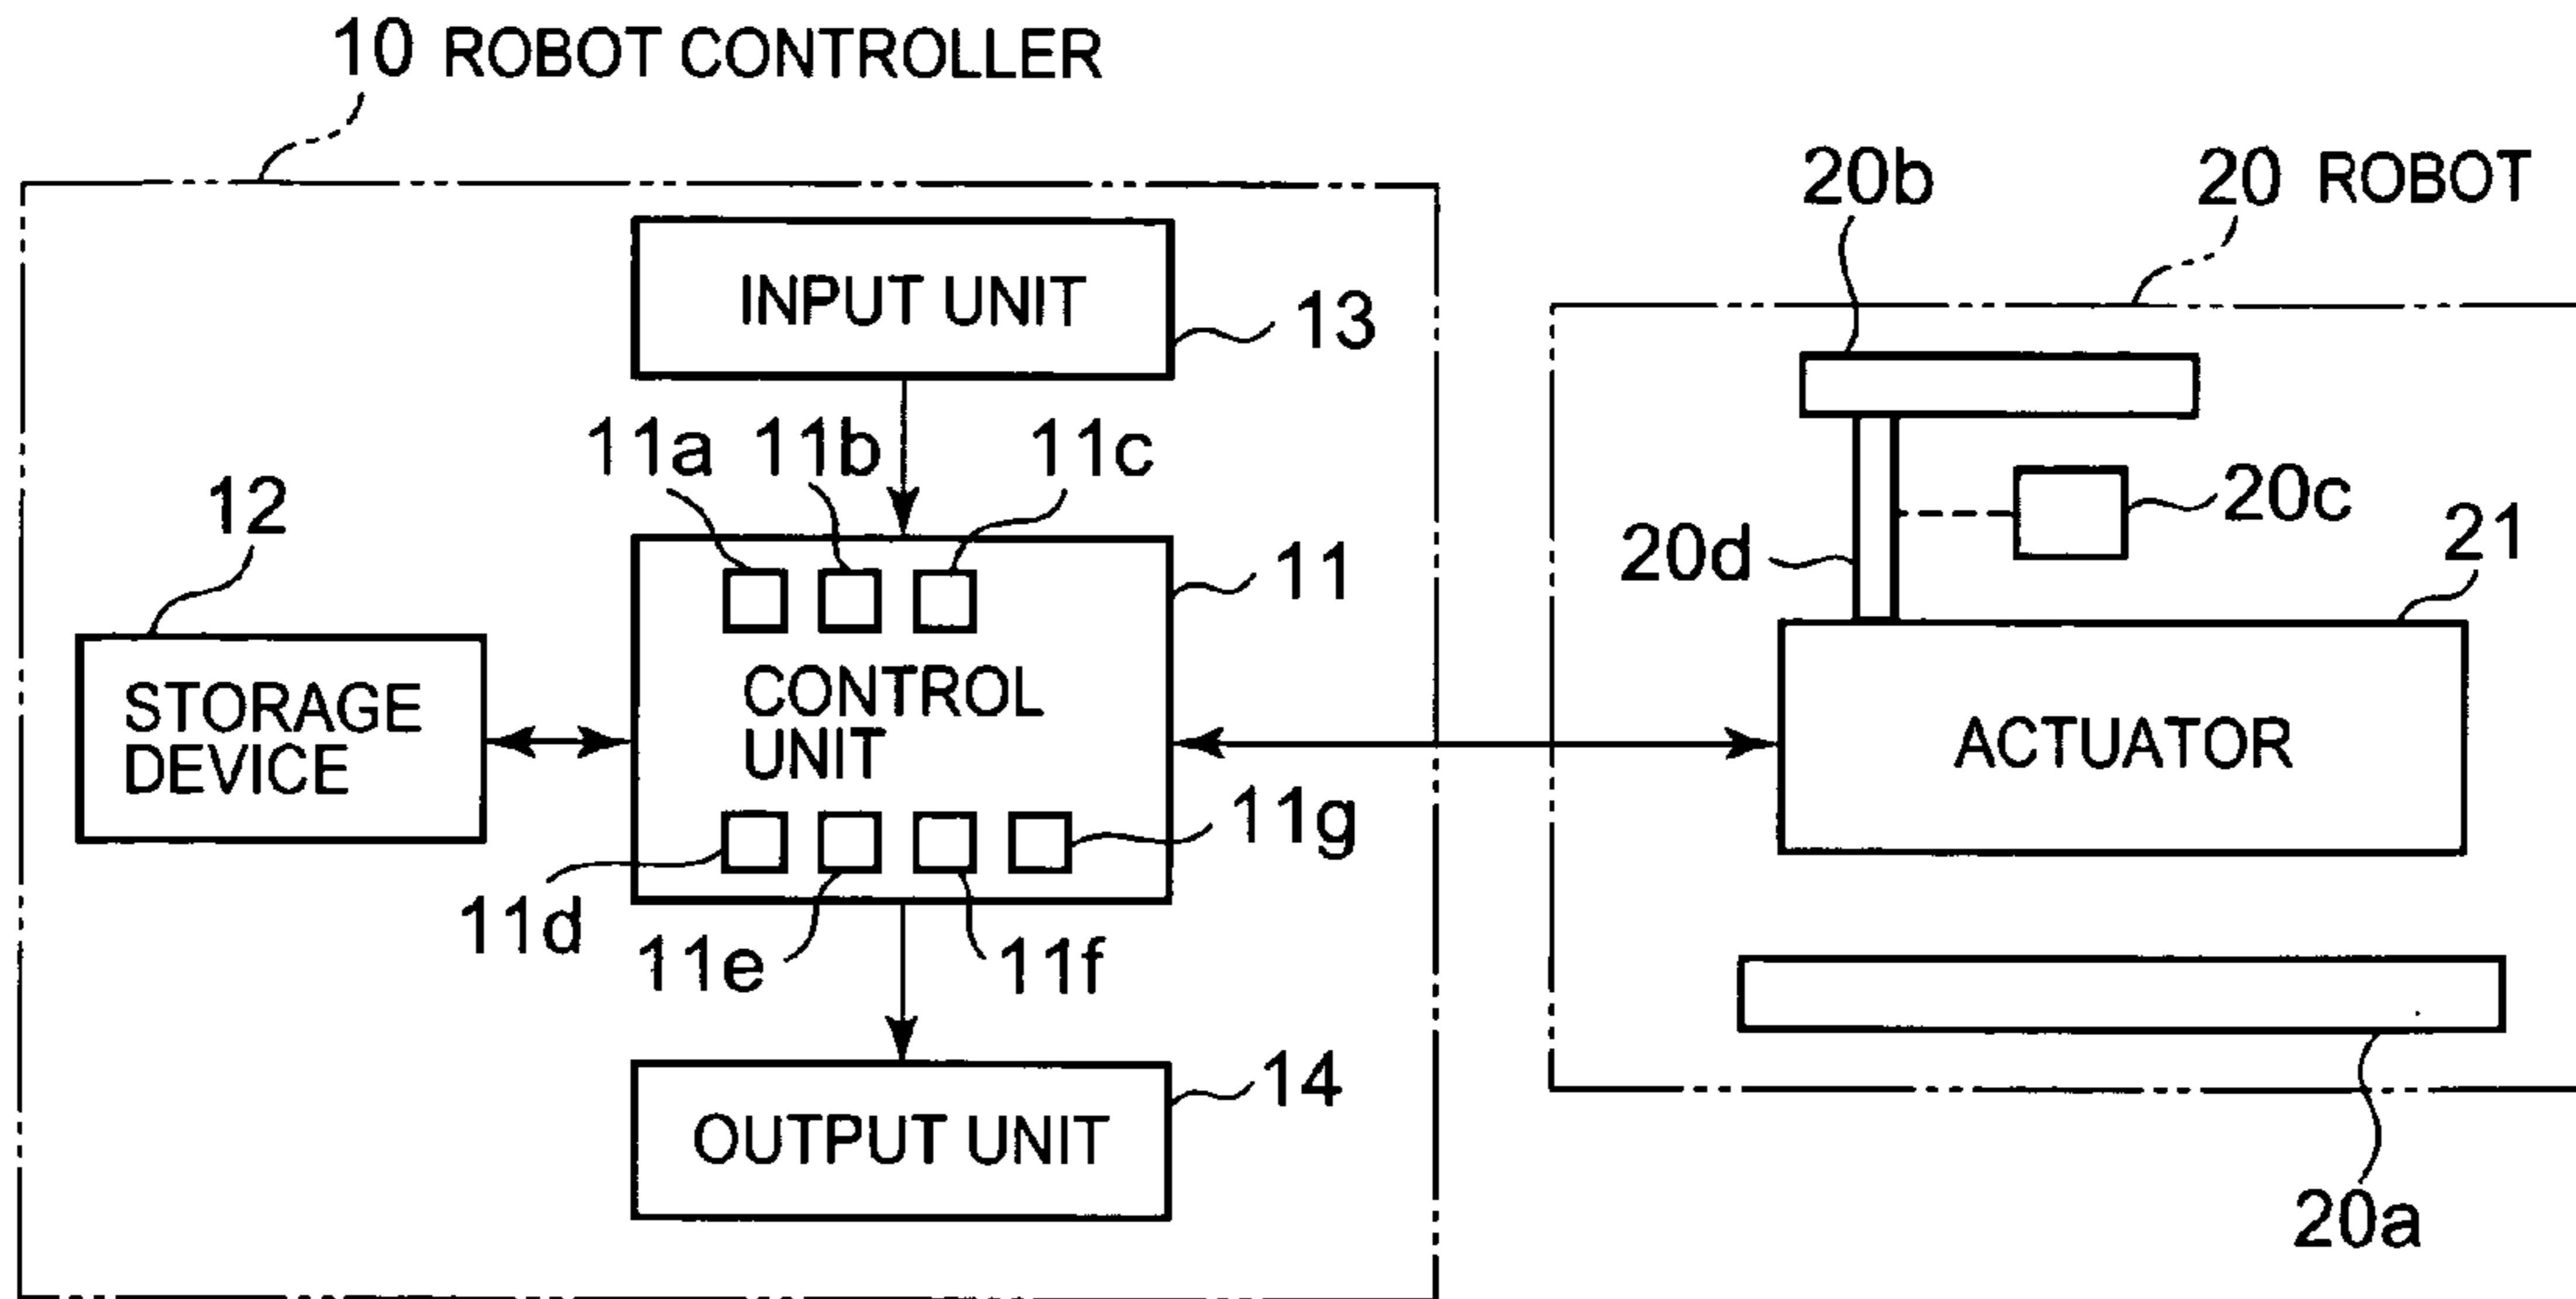 10 ROBOT CONTROLLER
20b
20 ROBOT
INPUT UNIT
13
11a 11b 11c
12
20c
20d
21
11
STORAGE
DEVICE
CONTROL
UNIT
ACTUATOR
11g
11d
11e
11f
14
OUTPUT UNIT
20a